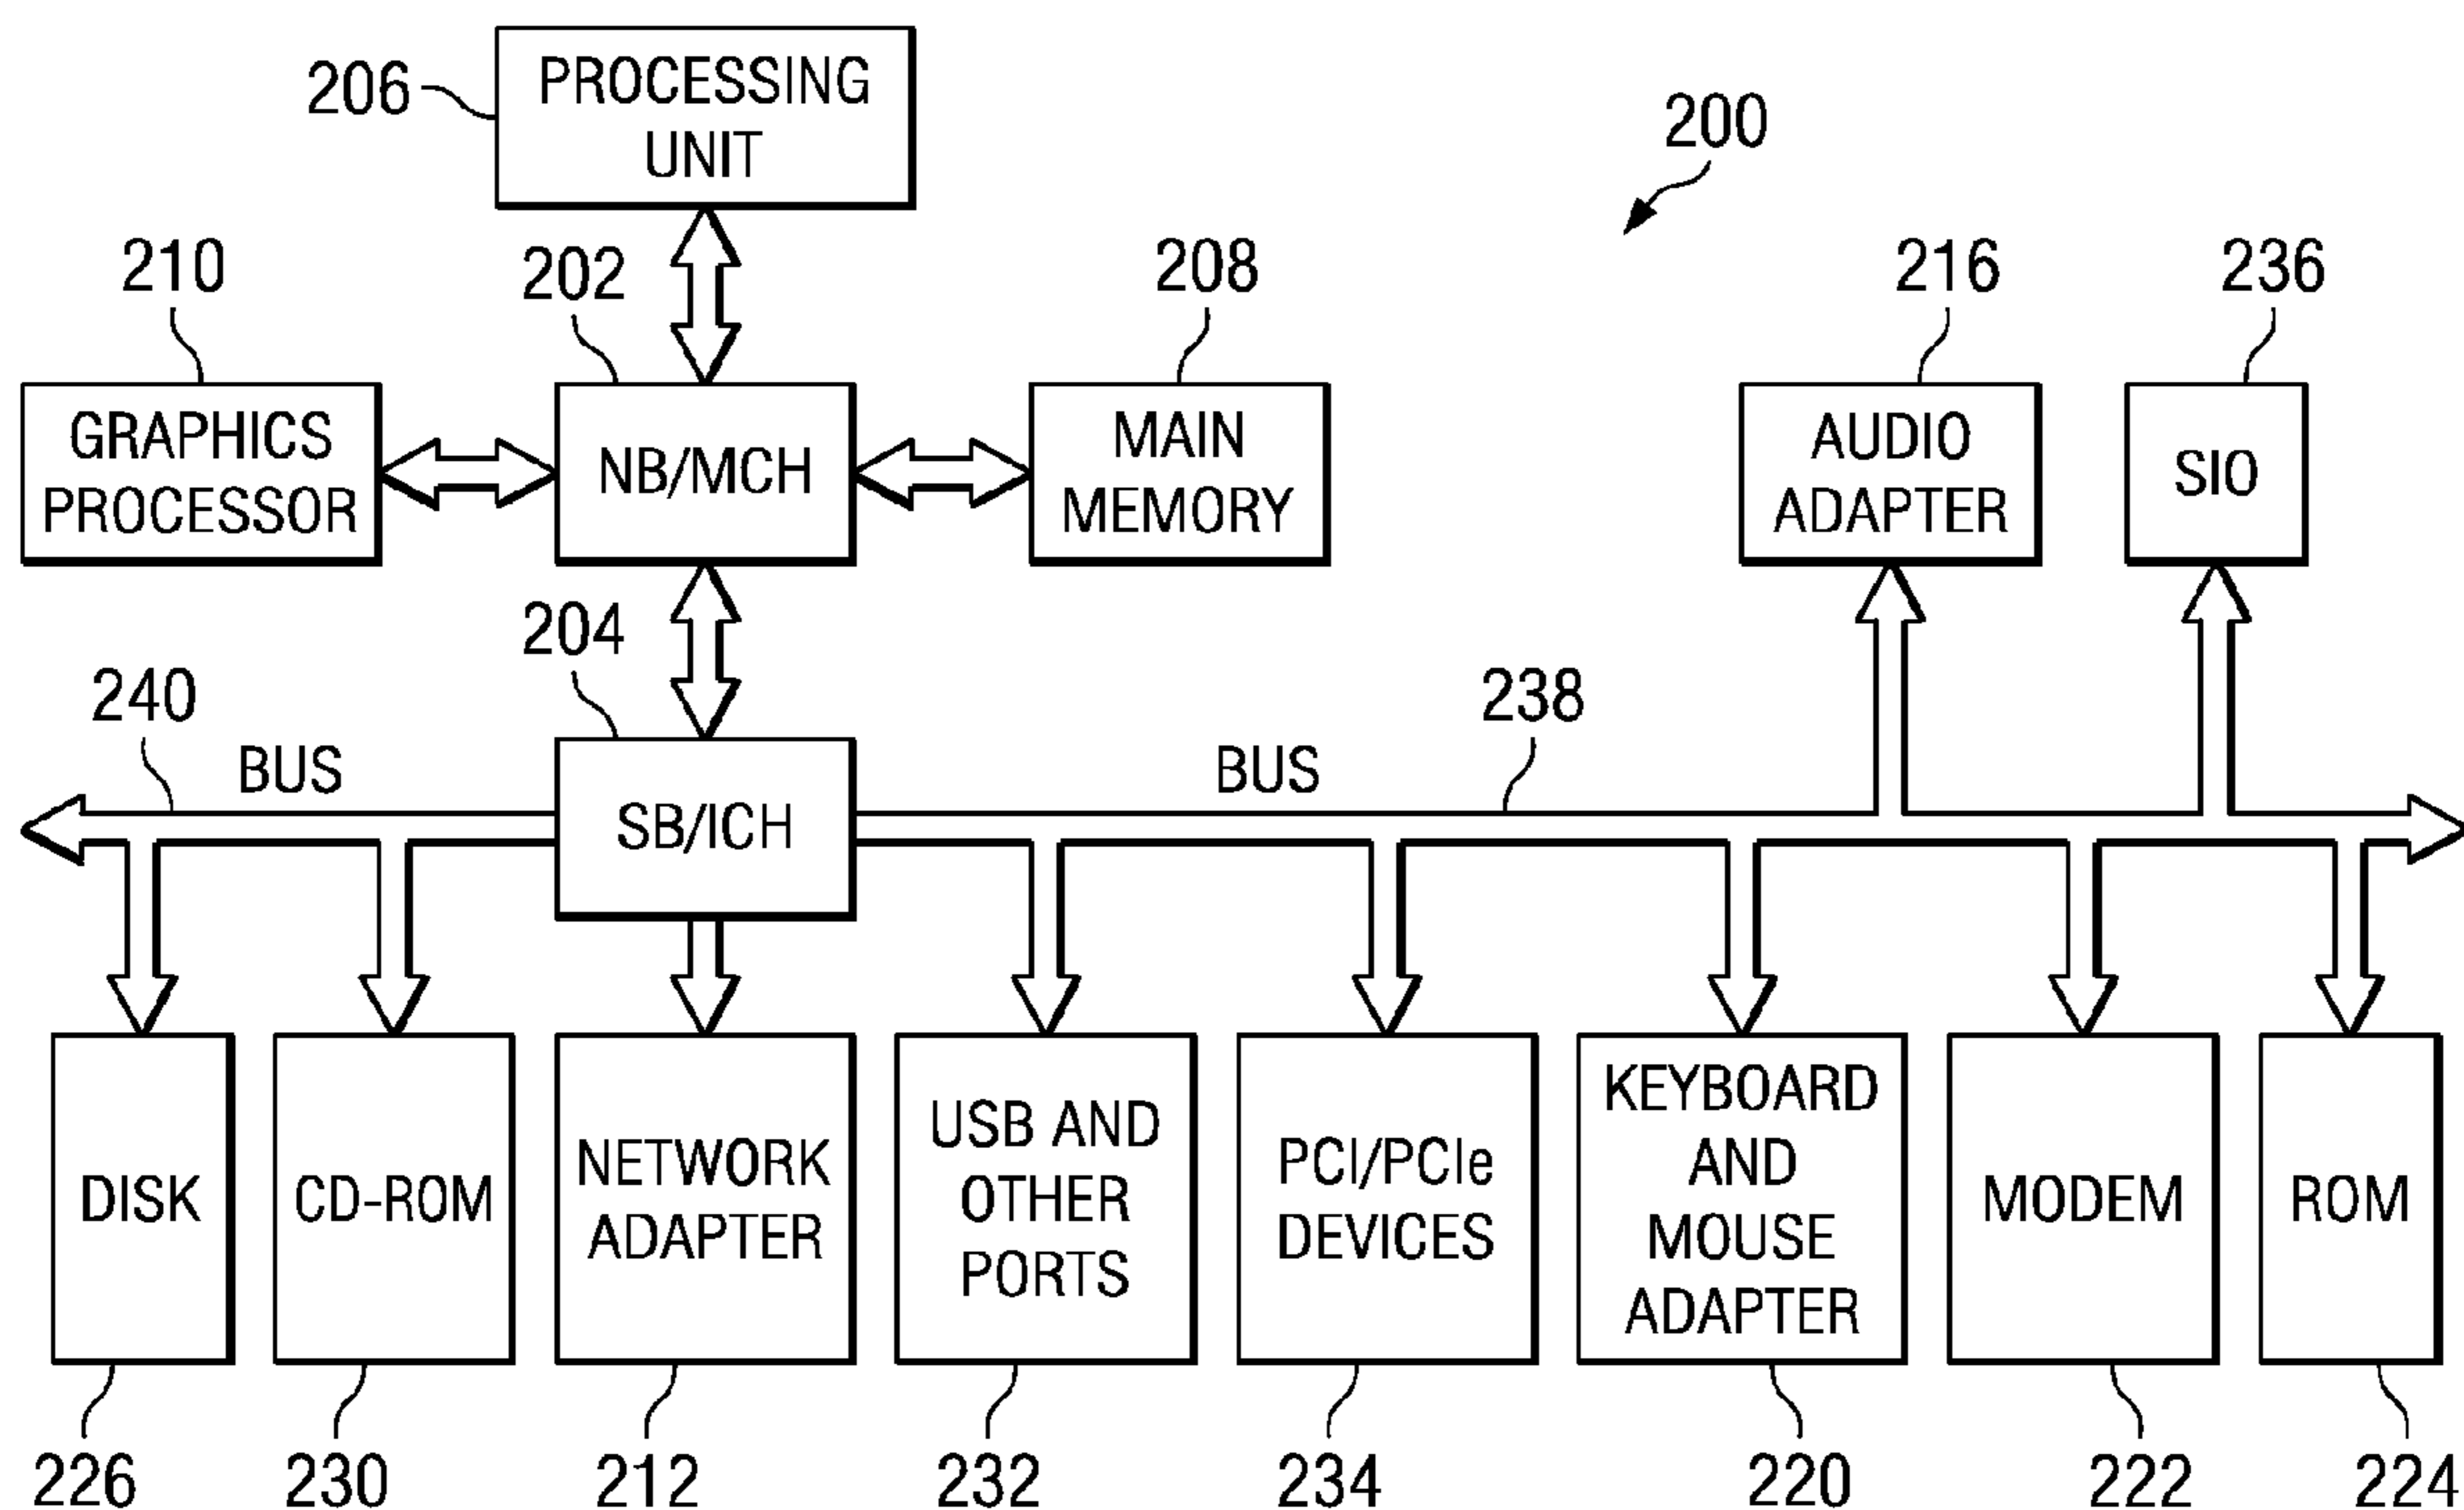 PROCESSING
UNIT
206
200
210
202
208
216
236
GRAPHICS
PROCESSOR
NB/MCH
MAIN
MEMORY
AUDIO
ADAPTER
SIO
204
240
BUS
238
BUS
SB/ICH
DISK
CD-ROM
NETWORK
ADAPTER
USB AND
OTHER
PORTS
PCI/PCIe
DEVICES
KEYBOARD
AND
MOUSE
ADAPTER
MODEM
ROM
226
230
212
232
234
220
222
224